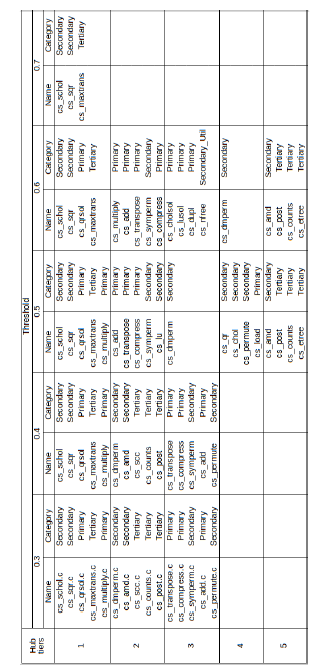 Threshold
Hub tiers 0.3 0.4 0.5 0.6 0.7
Name Category Name Category Name Category Name Category Name Category
cs_schol.c Secondary cs_schol Secondary cs_schol Secondary cs_schol Secondary cs_schol Secondary
cs_sqr.c Secondary cs_sqr Secondary cs_sqr Secondary cs_sqr Secondary cs_sqr Secondary
1 cs_qrsol.c Primary cs_qrsol Primary cs_qrsol Primary cs_qrsol Primary cs_maxtrans Tertiary
cs_maxtrans.c Tertiary cs_maxtrans Tertiary cs_maxtrans Tertiary cs_maxtrans Tertiary
cs_multiply.c Primary cs_multiply Primary cs_multiply Primary
cs_dmperm.c Secondary cs_dmperm Secondary cs_add Primary cs_multiply Primary
cs_amd.c Secondary cs_amd Secondary cs_transpose Primary cs_add Primary
2 cs_scc.c Tertiary cs_scc Tertiary cs_compress Primary cs_transpose Primary
cs_counts.c Tertiary cs_counts Tertiary cs_symperm Secondary cs_symperm Secondary
cs_post.c Tertiary cs_post Tertiary cs_lu Secondary cs_compress Primary
cs_transpose.c Primary cs_transpose Primary cs_dmperm Secondary cs_cholsol Primary
cs_compress.c Primary cs_compress Primary cs_lusol Primary
3 cs_symperm.c Secondary cs_symperm Secondary cs_dupl Primary
cs_add.c Primary cs_add Primary cs_nfree Secondary_Util
cs_permute.c Secondary cs_permute Secondary
cs_qr Secondary cs_dmperm Secondary
4 cs_chol Secondary
cs_permute Secondary
cs_load Primary
cs_amd Secondary cs_amd Secondary
5 cs_post Tertiary cs_post Tertiary
cs_counts Tertiary cs_counts Tertiary
cs_etree Tertiary cs_etree Tertiary